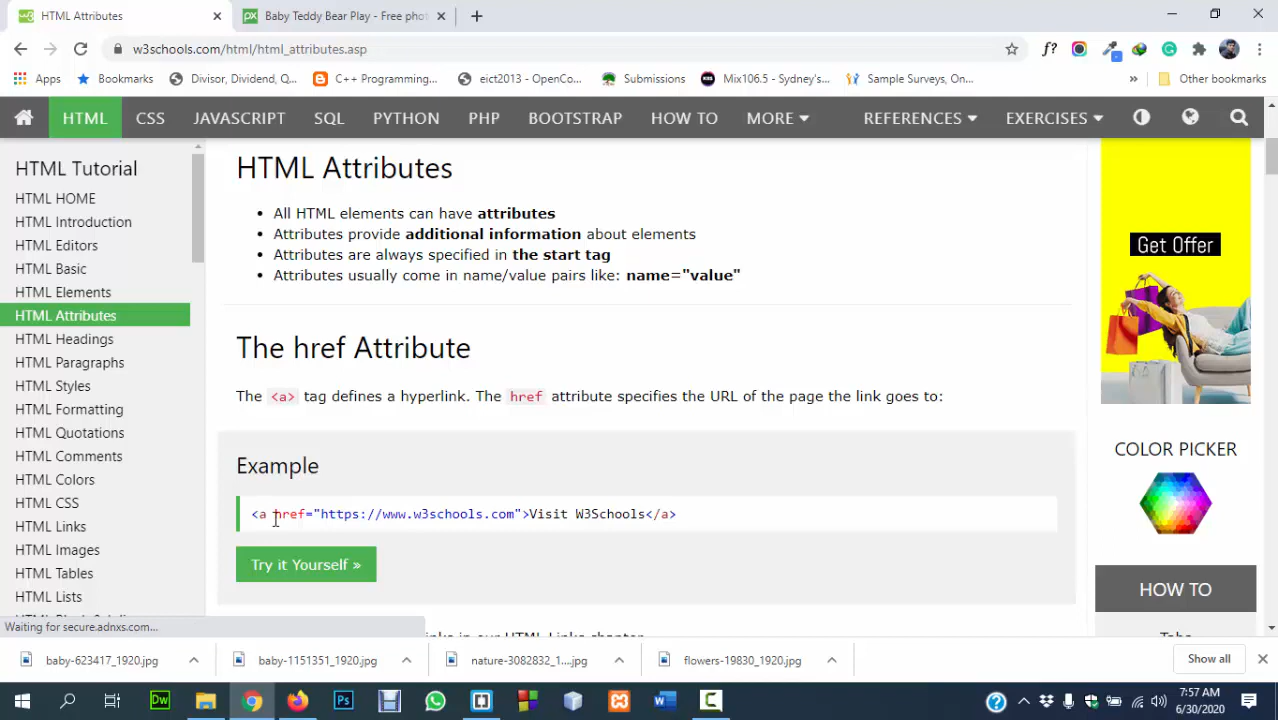 HTML Attributes
Baby Teddy Bear Play - Free phot
w3schools.com/html/html_attributes.asp
f?
Apps
Bookmarks
Divisor, Dividend, Q...
C++ Programming...
eict2013 - OpenCo...
Submissions
Mix106.5 - Sydney's...
Sample Surveys, On...
»
Other bookmarks
HTML
CSS
JAVASCRIPT
SQL
PYTHON
PHP
BOOTSTRAP
HOW TO
MORE
REFERENCES
EXERCISES
HTML Tutorial
HTML HOME
HTML Introduction
HTML Editors
HTML Basic
HTML Elements
HTML Attributes
HTML Headings
HTML Paragraphs
HTML Styles
HTML Formatting
HTML Quotations
HTML Comments
HTML Colors
HTML CSS
HTML Links
HTML Images
HTML Tables
HTML Lists
HTML Attributes
• All HTML elements can have attributes
• Attributes provide additional information about elements
• Attributes are always specified in the start tag
• Attributes usually come in name/value pairs like: name="value"
The href Attribute
The <a> tag defines a hyperlink. The href attribute specifies the URL of the page the link goes to:
Example
<a href="https://www.w3schools.com">Visit W3Schools</a>
Try it Yourself »
links in our HTML Links chapter
Get Offer
COLOR PICKER
HOW TO
Tabs
Waiting for secure.adnxs.com...
baby-623417_1920.jpg
baby-1151351_1920.jpg
nature-3082832_1....jpg
flowers-19830_1920.jpg
Show all
Dw
Ps
W
C
7:57 AM
6/30/2020